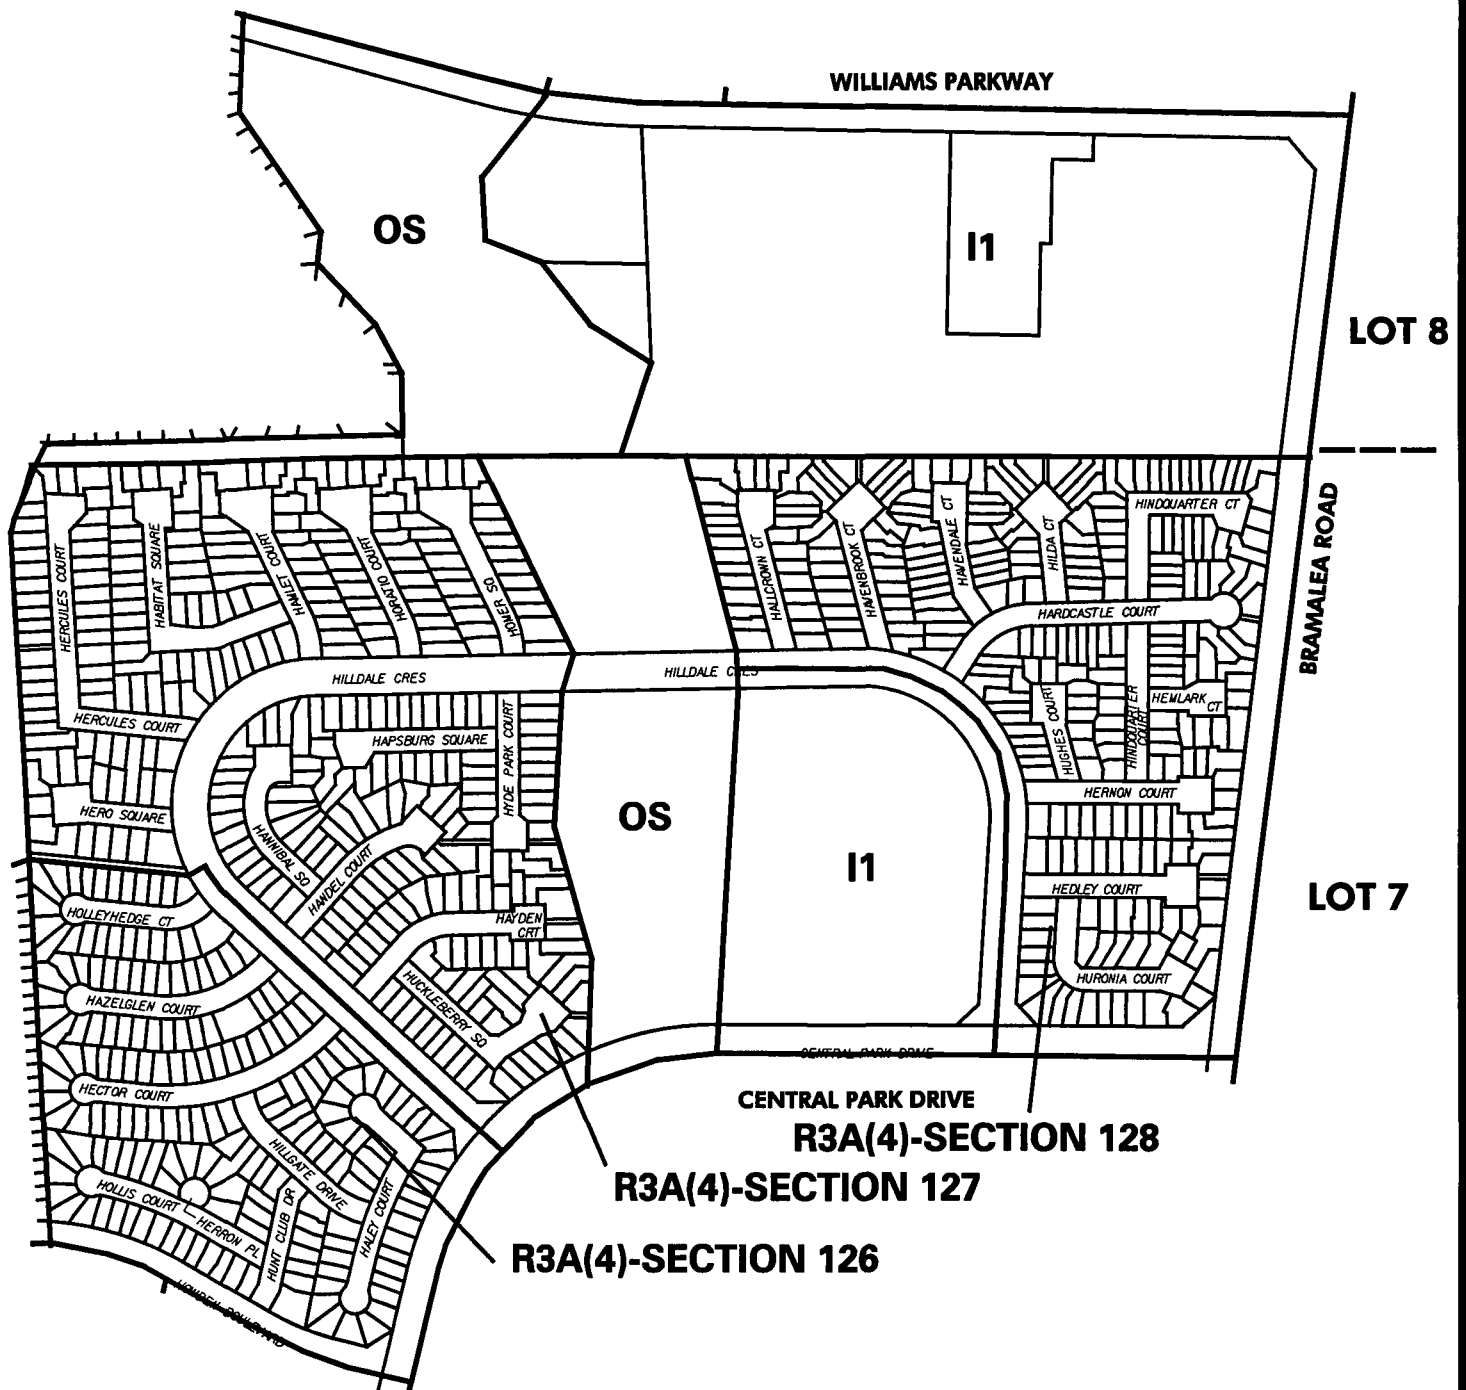 WILLIAMS PARKWAY
OS
I1
LOT 8
BRAMALEA ROAD
HINDQUARTER CT
HERCULES COURT
HABITAT SQUARE
HAMLET COURT
HORATIO COURT
HOMER SQ
HALLCROWN CT
HAVENBROOK CT
HAVENDALE CT
HILDA CT
HARDCASTLE COURT
HILLDALE CRES
HILLDALE CRES
HERCULES COURT
HAPSBURG SQUARE
HYDE PARK COURT
HUGHES COURT
HINDQUARTER
COURT
HEMLARK
CT
HERNON COURT
HERO SQUARE
HANNIBAL SQ
HANDEL COURT
OS
I1
HEDLEY COURT
LOT 7
HOLLEYHEDGE CT
HAYDEN
CRT
HUCKLEBERRY SQ
HURONIA COURT
HAZELGLEN COURT
CENTRAL PARK DRIVE
HECTOR COURT
CENTRAL PARK DRIVE
R3A(4)-SECTION 128
HILLGATE DRIVE
R3A(4)-SECTION 127
HOLLIS COURT
HERRON PL
HUNT CLUB DR
HALEY COURT
R3A(4)-SECTION 126
HOWDEN BOULEVARD